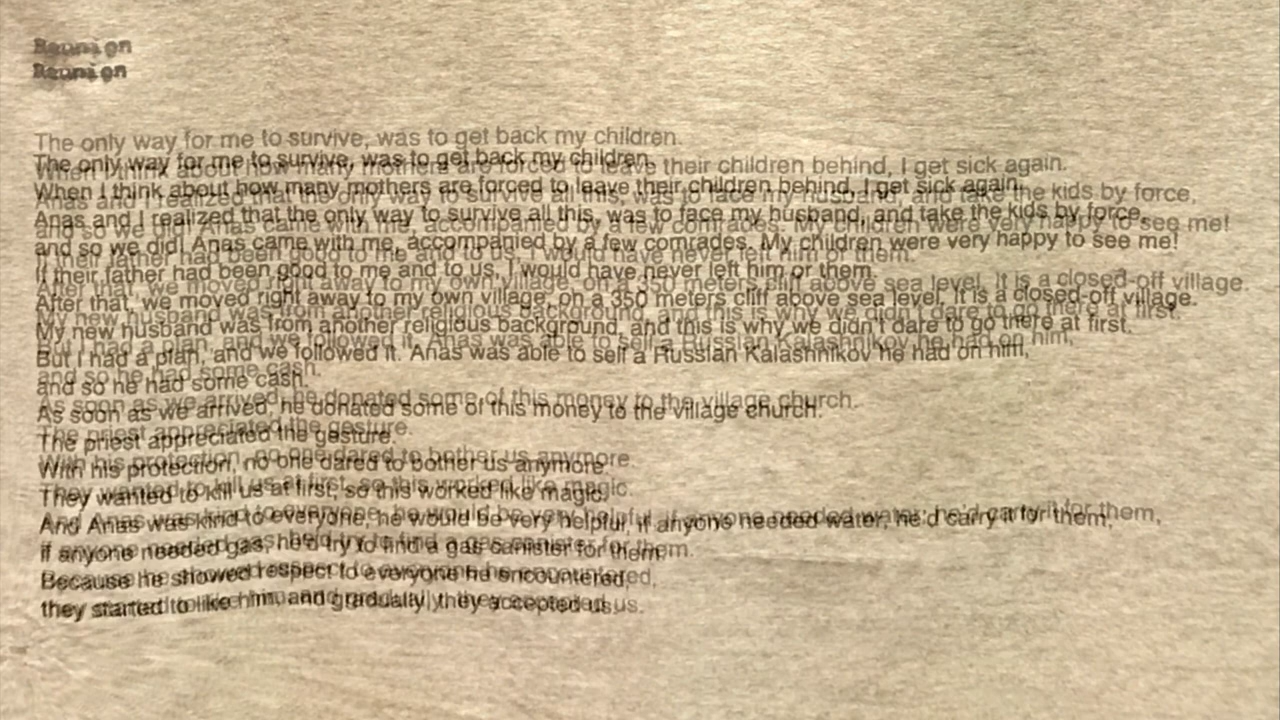 Reunion
Reunion
The only way for me to survive, was to get back my children.
When I think about how many mothers are forced to leave their children behind, I get sick again.
Anas and I realized that the only way to survive all this, was to face my husband, and take the kids by force,
and so we did! Anas came with me, accompanied by a few comrades. My children were very happy to see me!
If their father had been good to me and to us, I would have never left him or them.
After that, we moved right away to my own village, on a 350 meters cliff above sea level. It is a closed-off village.
My new husband was from another religious background, and this is why we didn't dare to go there at first.
But I had a plan, and we followed it. Anas was able to sell a Russian Kalashnikov he had on him,
and so he had some cash.
As soon as we arrived, he donated some of this money to the village church.
The priest appreciated the gesture.
With his protection, no one dared to bother us anymore.
They wanted to kill us at first, so this worked like magic.
And Anas was kind to everyone, he would be very helpful, if anyone needed water, he'd carry it for them,
if anyone needed gas, he'd try to find a gas canister for them.
Because he showed respect to everyone he encountered,
they started to like him, and gradually, they accepted us.